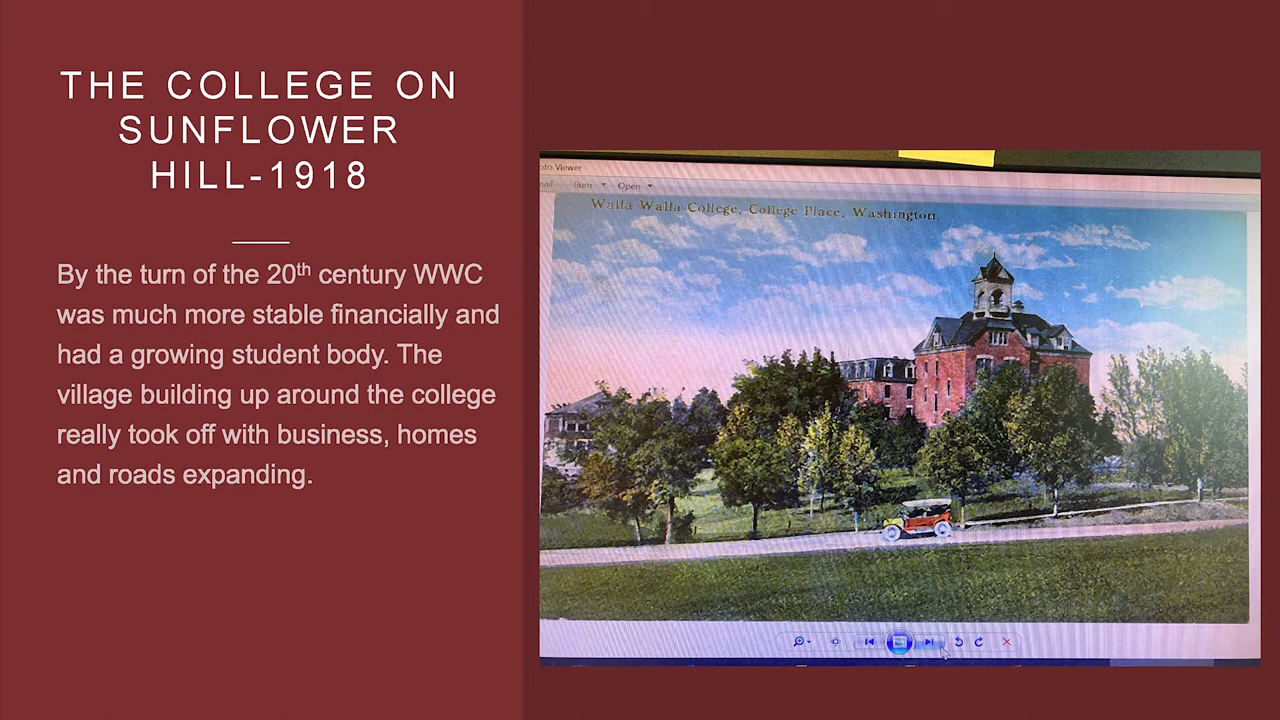 THE COLLEGE ON
SUNFLOWER
HILL-1918
By the turn of the 20th century WWC
was much more stable financially and
had a growing student body. The
village building up around the college
really took off with business, homes
and roads expanding.
Viewer
Burn Open
Walla Walla College, College Place, Washington.